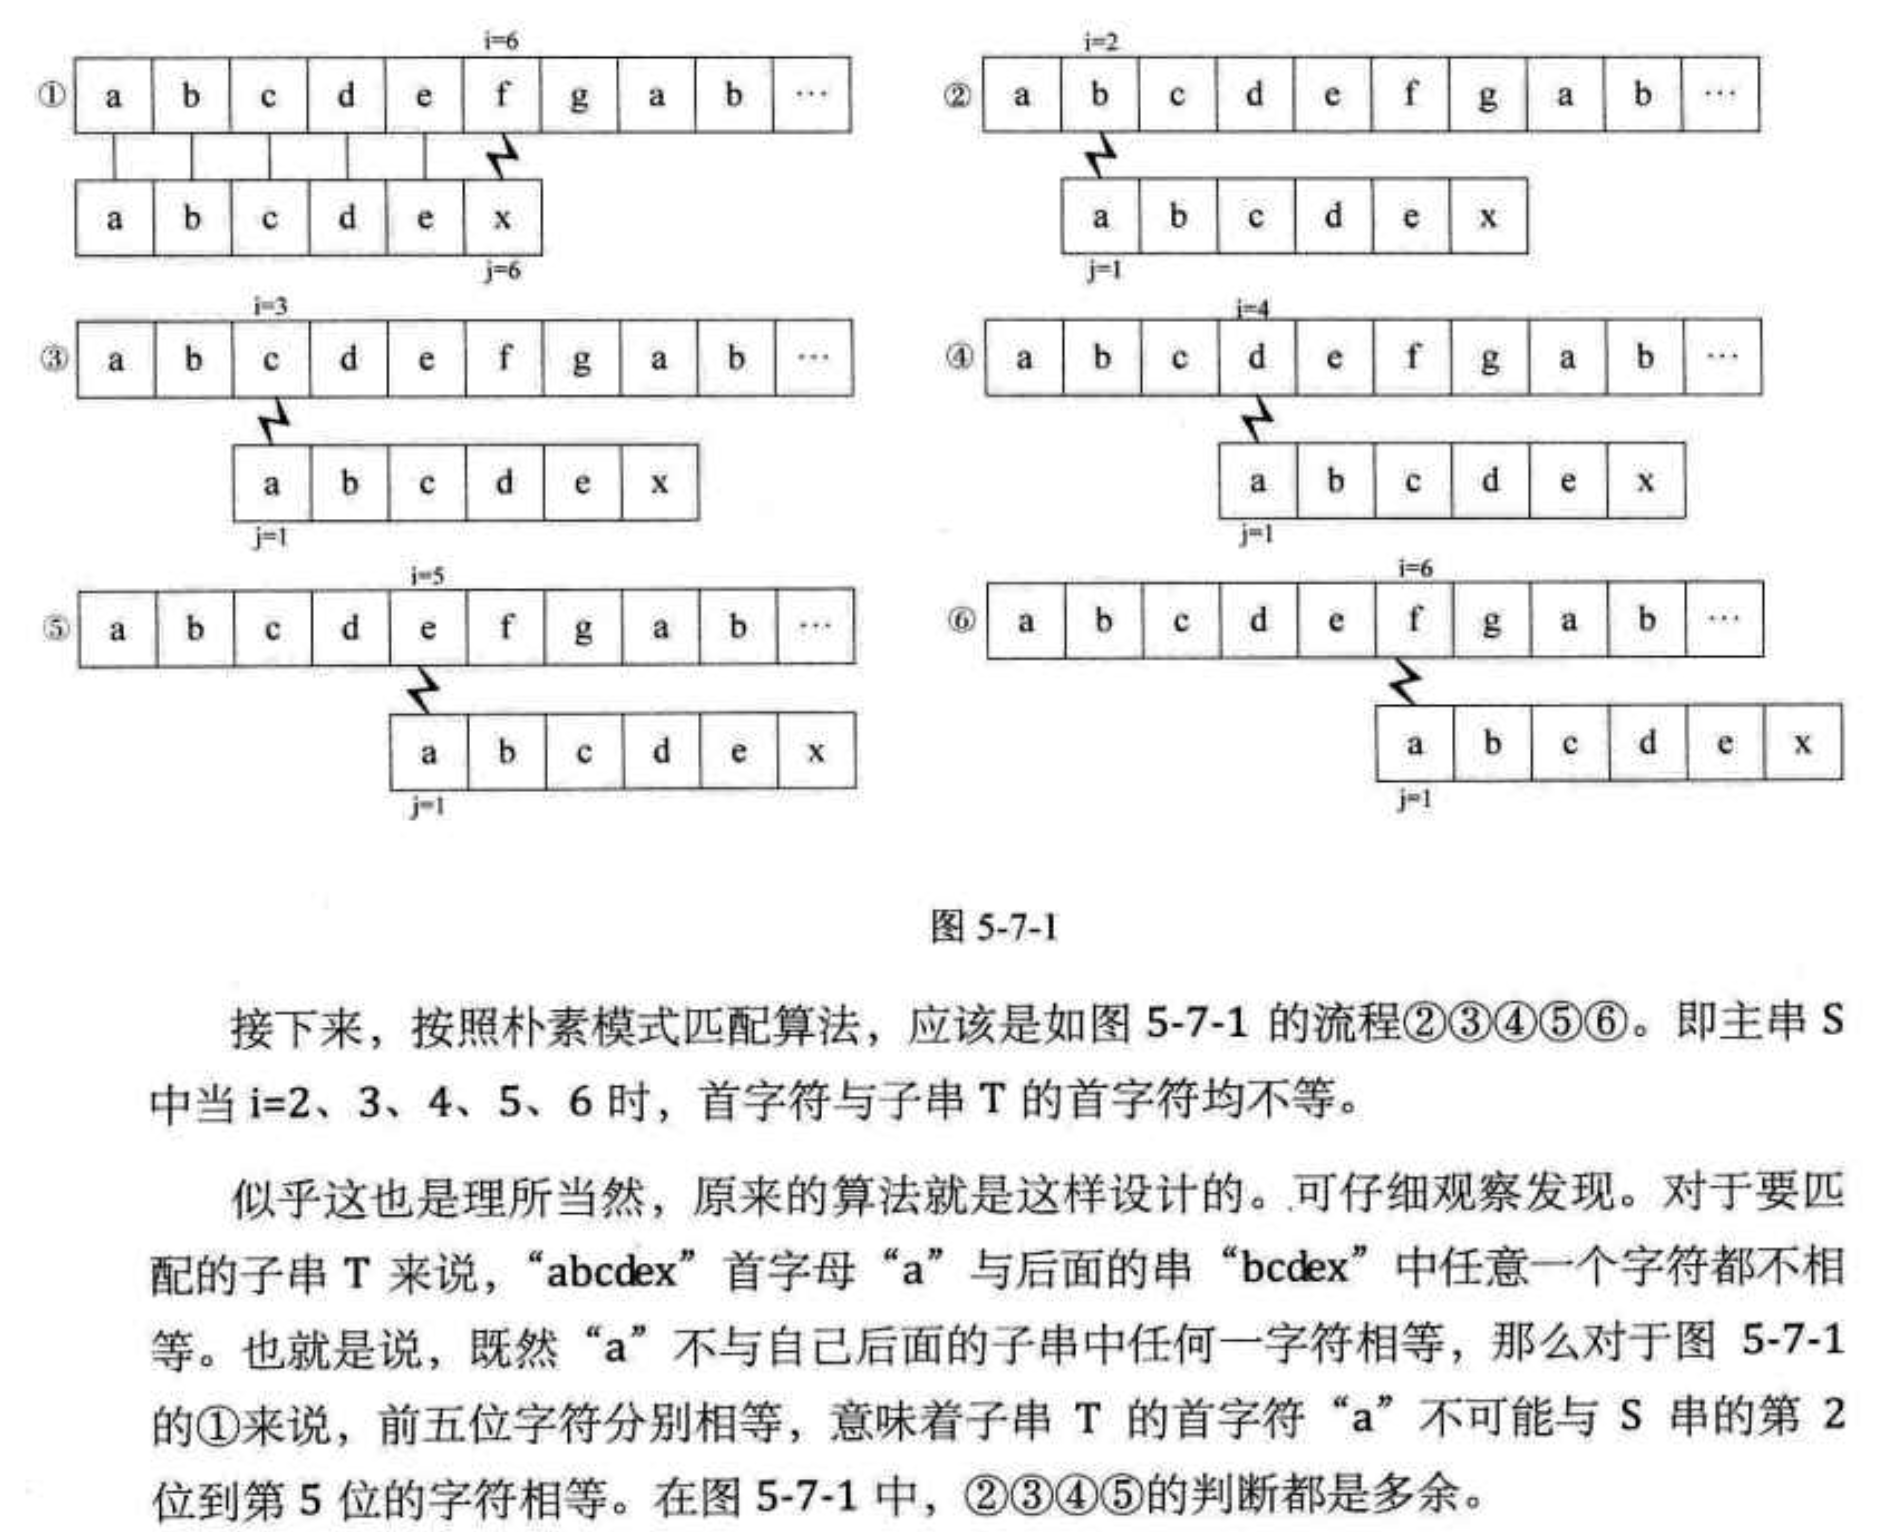 i=6
① a b c d e f g a b …
a b c d e x
j=6
i=2
② a b c d e f g a b …
a b c d e x
j=1
i=3
③ a b c d e f g a b …
a b c d e x
j=1
i=4
④ a b c d e f g a b …
a b c d e x
j=1
i=5
⑤ a b c d e f g a b …
a b c d e x
j=1
i=6
⑥ a b c d e f g a b …
a b c d e x
j=1
图 5-7-1
接下来，按照朴素模式匹配算法，应该是如图 5-7-1 的流程②③④⑤⑥。即主串 S
中当 i=2、3、4、5、6 时，首字符与子串 T 的首字符均不等。
似乎这也是理所当然，原来的算法就是这样设计的。可仔细观察发现。对于要匹
配的子串 T 来说，“abcdex”首字母“a”与后面的串“bcdex”中任意一个字符都不相
等。也就是说，既然“a”不与自己后面的子串中任何一字符相等，那么对于图 5-7-1
的①来说，前五位字符分别相等，意味着子串 T 的首字符“a”不可能与 S 串的第 2
位到第 5 位的字符相等。在图 5-7-1 中，②③④⑤的判断都是多余。